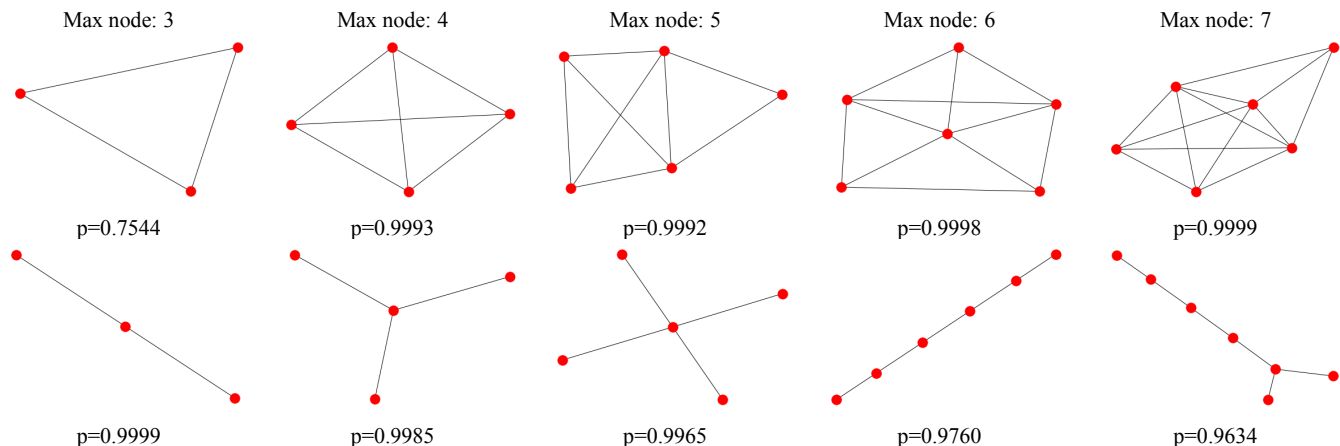 Max node: 3 Max node: 4 Max node: 5 Max node: 6 Max node: 7
p=0.7544 p=0.9993 p=0.9992 p=0.9998 p=0.9999
p=0.9999 p=0.9985 p=0.9965 p=0.9760 p=0.9634